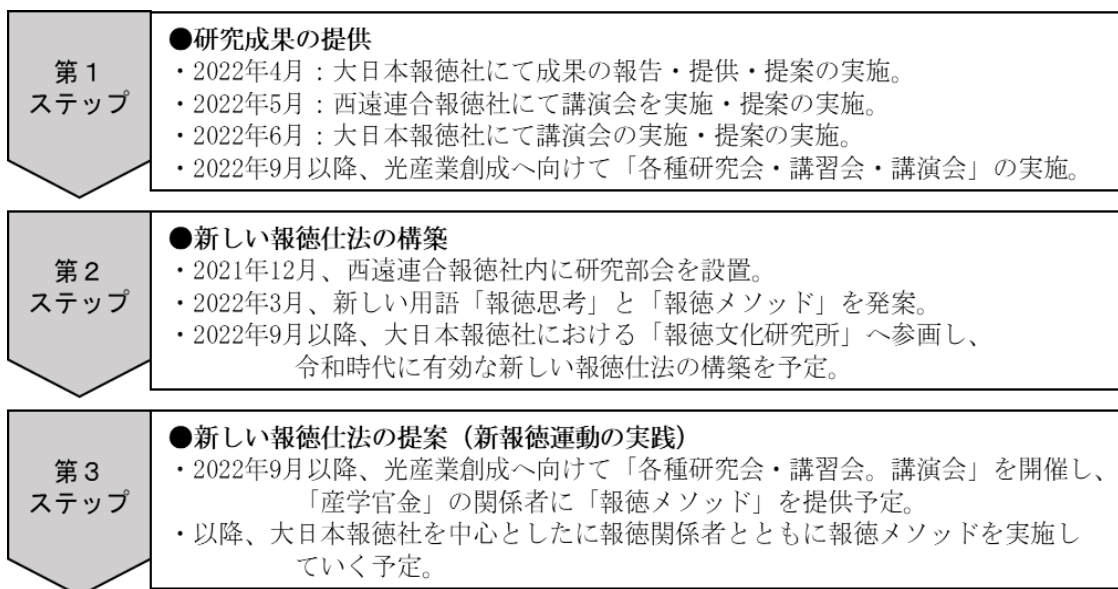 第1
ステップ
●研究成果の提供
・2022年4月：大日本報徳社にて成果の報告・提供・提案の実施。
・2022年5月：西遠連合報徳社にて講演会を実施・提案の実施。
・2022年6月：大日本報徳社にて講演会の実施・提案の実施。
・2022年9月以降、光産業創成へ向けて「各種研究会・講習会・講演会」の実施。
第2
ステップ
●新しい報徳仕法の構築
・2021年12月、西遠連合報徳社内に研究部会を設置。
・2022年3月、新しい用語「報徳思考」と「報徳メソッド」を発案。
・2022年9月以降、大日本報徳社における「報徳文化研究所」へ参画し、
令和時代に有効な新しい報徳仕法の構築を予定。
第3
ステップ
●新しい報徳仕法の提案（新報徳運動の実践）
・2022年9月以降、光産業創成へ向けて「各種研究会・講習会。講演会」を開催し、
「産学官金」の関係者に「報徳メソッド」を提供予定。
・以降、大日本報徳社を中心としたに報徳関係者とともに報徳メソッドを実施し
ていく予定。